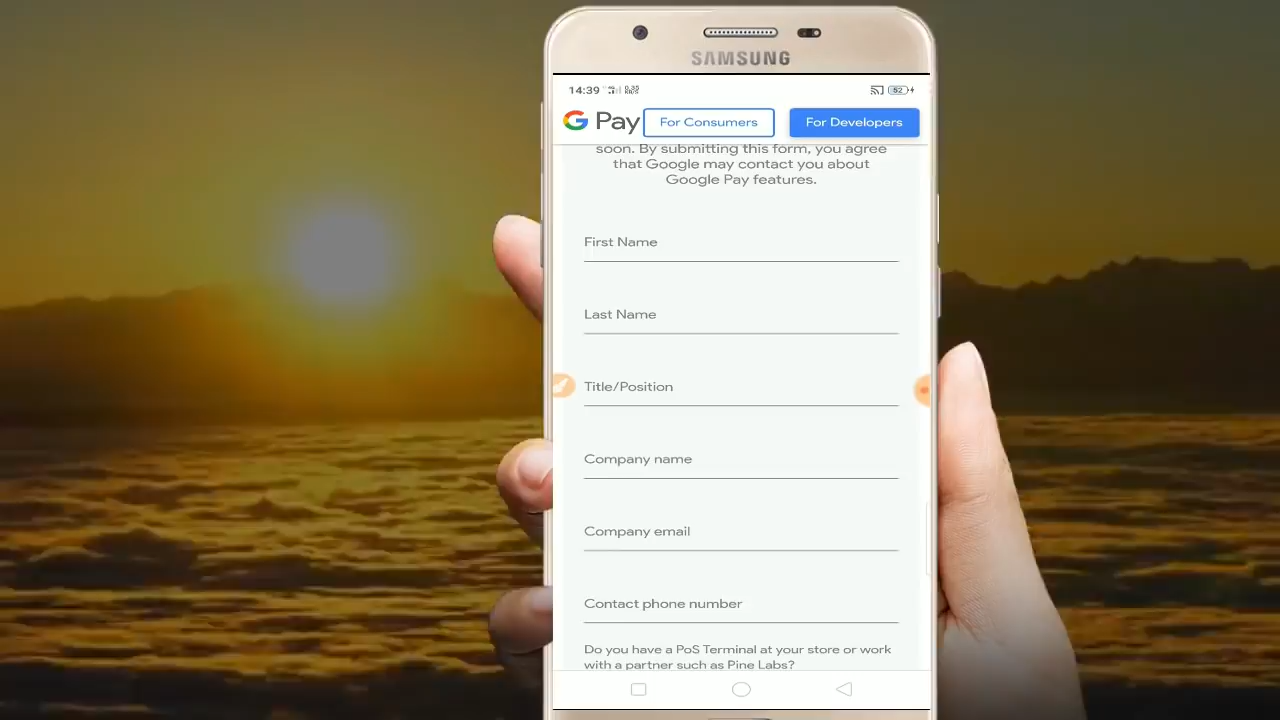 SAMSUNG
14:39
52
G Pay
For Consumers
For Developers
soon. By submitting this form, you agree
that Google may contact you about
Google Pay features.
First Name
Last Name
Title/Position
Company name
Company email
Contact phone number
Do you have a PoS Terminal at your store or work
with a partner such as Pine Labs?